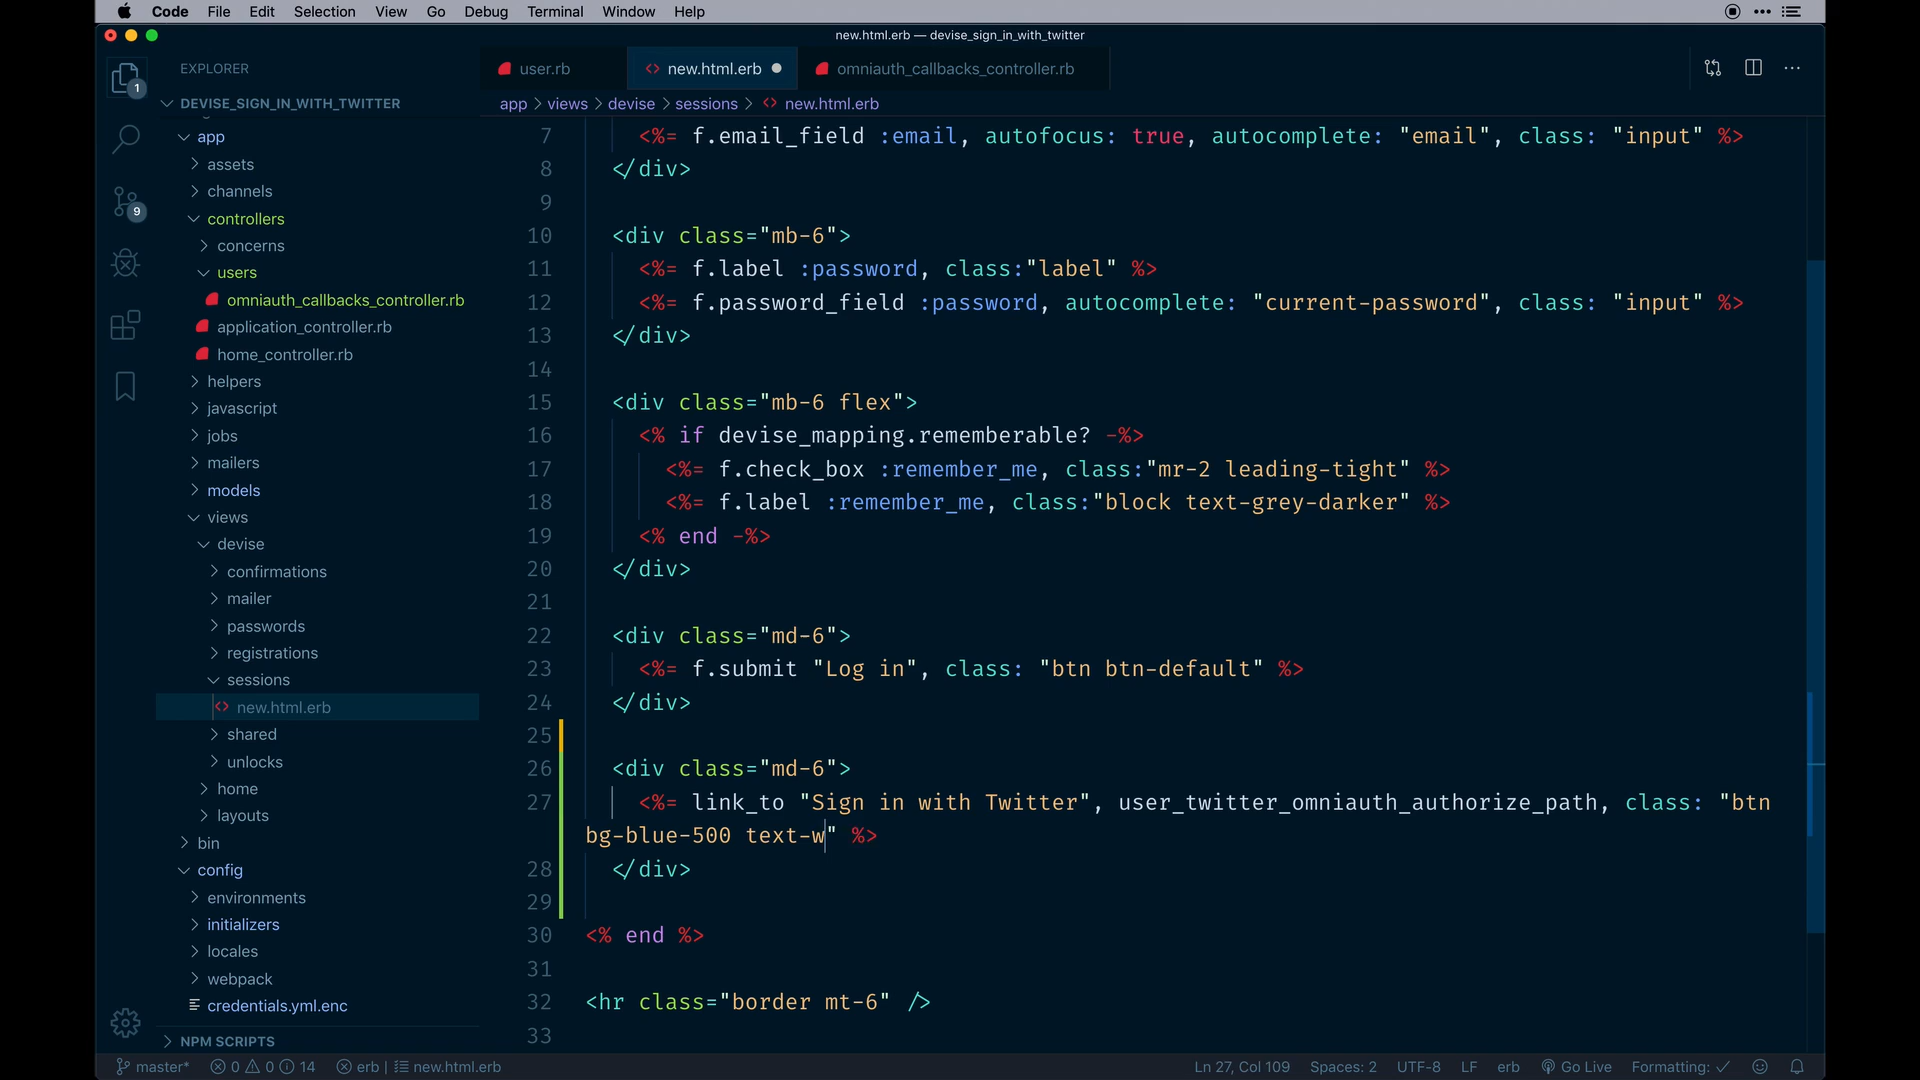 Code File Edit Selection View Go Debug Terminal Window Help
new.html.erb — devise_sign_in_with_twitter
EXPLORER
1
9
DEVISE_SIGN_IN_WITH_TWITTER
app
assets
channels
controllers
concerns
users
omniauth_callbacks_controller.rb
application_controller.rb
home_controller.rb
helpers
javascript
jobs
mailers
models
views
devise
confirmations
mailer
passwords
registrations
sessions
new.html.erb
shared
unlocks
home
layouts
bin
config
environments
initializers
locales
webpack
credentials.yml.enc
NPM SCRIPTS
user.rb new.html.erb omniauth_callbacks_controller.rb
app > views > devise > sessions > new.html.erb
7 <%= f.email_field :email, autofocus: true, autocomplete: "email", class: "input" %>
8 </div>
9
10 <div class="mb-6">
11 <%= f.label :password, class:"label" %>
12 <%= f.password_field :password, autocomplete: "current-password", class: "input" %>
13 </div>
14
15 <div class="mb-6 flex">
16 <% if devise_mapping.rememberable? -%>
17 <%= f.check_box :remember_me, class:"mr-2 leading-tight" %>
18 <%= f.label :remember_me, class:"block text-grey-darker" %>
19 <% end -%>
20 </div>
21
22 <div class="md-6">
23 <%= f.submit "Log in", class: "btn btn-default" %>
24 </div>
25
26 <div class="md-6">
27 <%= link_to "Sign in with Twitter", user_twitter_omniauth_authorize_path, class: "btn
bg-blue-500 text-w" %>
28 </div>
29
30 <% end %>
31
32 <hr class="border mt-6" />
33
master* 0 0 14 erb new.html.erb Ln 27, Col 109 Spaces: 2 UTF-8 LF erb Go Live Formatting: ✓